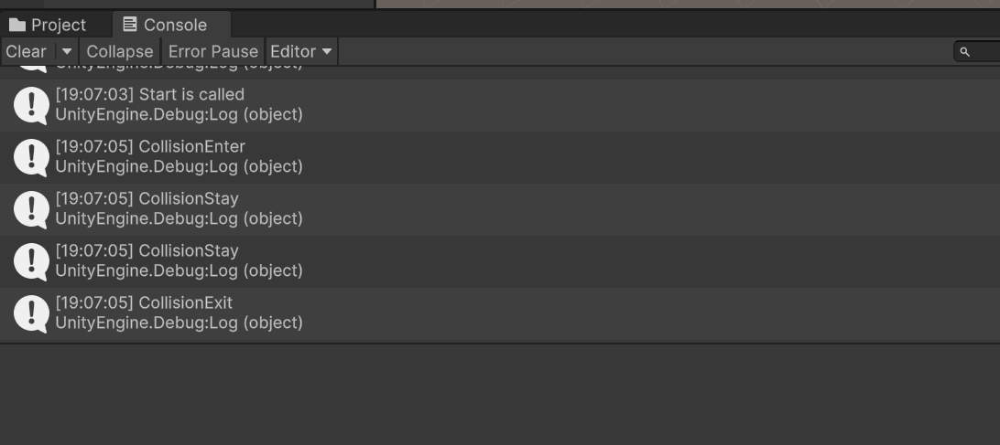 Project Console
Clear Collapse Error Pause Editor
UnityEngine.Debug:Log (object)
[19:07:03] Start is called
UnityEngine.Debug:Log (object)
[19:07:05] CollisionEnter
UnityEngine.Debug:Log (object)
[19:07:05] CollisionStay
UnityEngine.Debug:Log (object)
[19:07:05] CollisionStay
UnityEngine.Debug:Log (object)
[19:07:05] CollisionExit
UnityEngine.Debug:Log (object)